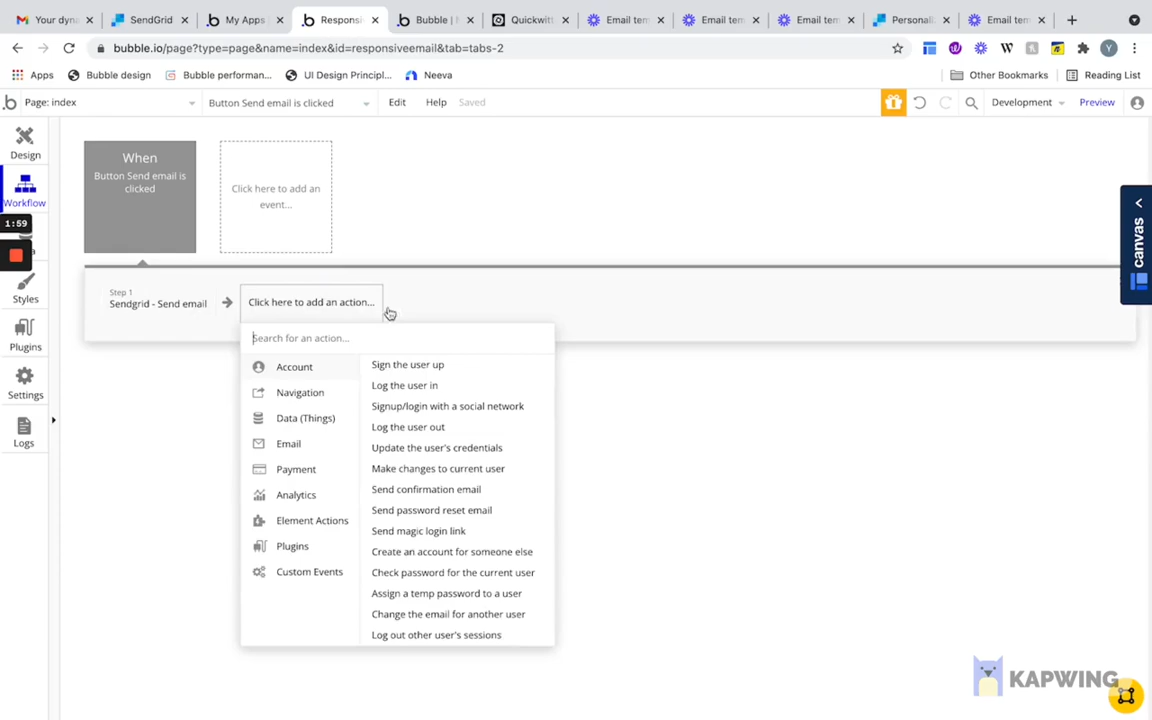 Your dyna
SendGrid
My Apps
Responsi
Bubble | N
Quickwit
Email tem
Email tem
Email tem
Personali
Email tem
bubble.io/page?type=page&name=index&id=responsiveemail&tab=tabs-2
Apps
Bubble design
Bubble performan...
UI Design Principl...
Neeva
Other Bookmarks
Reading List
Page: index
Button Send email is clicked
Edit
Help
Saved
Development
Preview
Design
Workflow
1:59
Styles
Plugins
Settings
Logs
When
Button Send email is
clicked
Click here to add an
event...
canvas
Step 1
Sendgrid - Send email
Click here to add an action...
Search for an action...
Account
Navigation
Data (Things)
Email
Payment
Analytics
Element Actions
Plugins
Custom Events
Sign the user up
Log the user in
Signup/login with a social network
Log the user out
Update the user's credentials
Make changes to current user
Send confirmation email
Send password reset email
Send magic login link
Create an account for someone else
Check password for the current user
Assign a temp password to a user
Change the email for another user
Log out other user's sessions
KAPWING